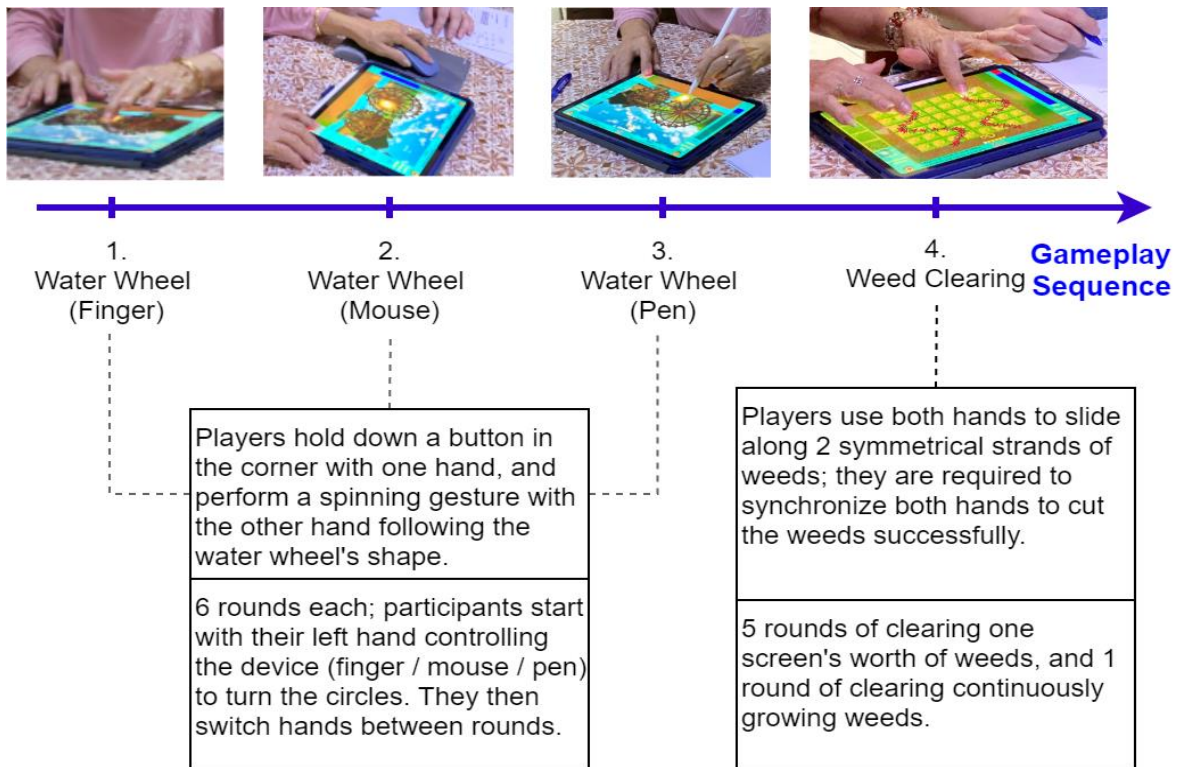 1.
Water Wheel
(Finger)
2.
Water Wheel
(Mouse)
3.
Water Wheel
(Pen)
4.
Weed Clearing
Gameplay
Sequence
Players hold down a button in
the corner with one hand, and
perform a spinning gesture with
the other hand following the
water wheel's shape.
6 rounds each; participants start
with their left hand controlling
the device (finger / mouse / pen)
to turn the circles. They then
switch hands between rounds.
Players use both hands to slide
along 2 symmetrical strands of
weeds; they are required to
synchronize both hands to cut
the weeds successfully.
5 rounds of clearing one
screen's worth of weeds, and 1
round of clearing continuously
growing weeds.